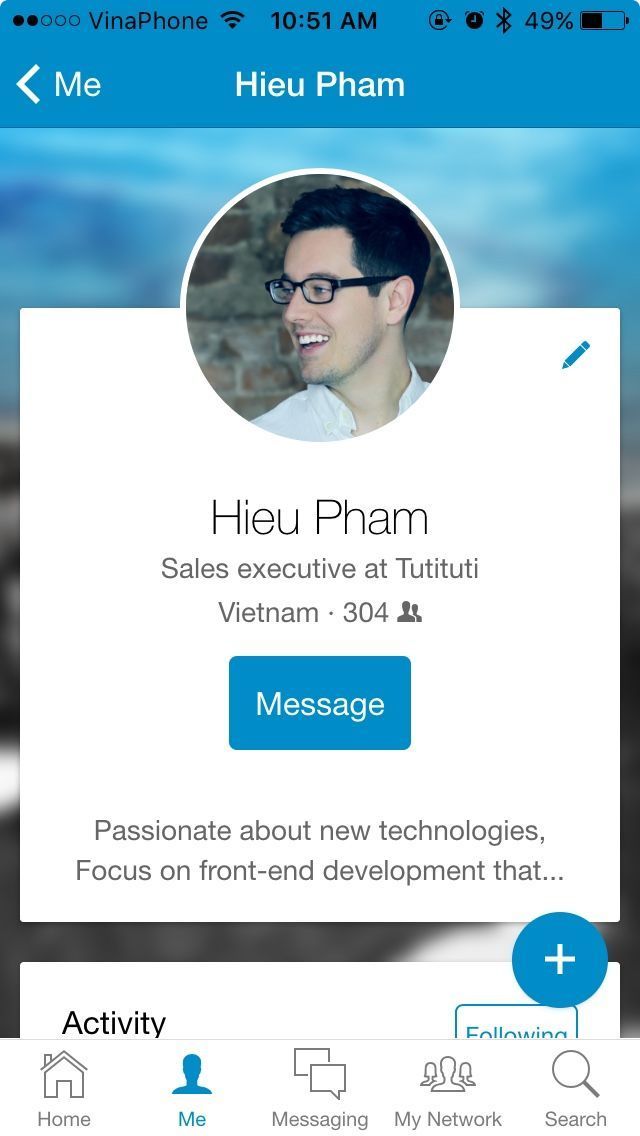 VinaPhone 10:51 AM 49%
Me Hieu Pham
Hieu Pham
Sales executive at Tutituti
Vietnam · 304
Message
Passionate about new technologies,
Focus on front-end development that...
+
Activity
Following
Home Me Messaging My Network Search